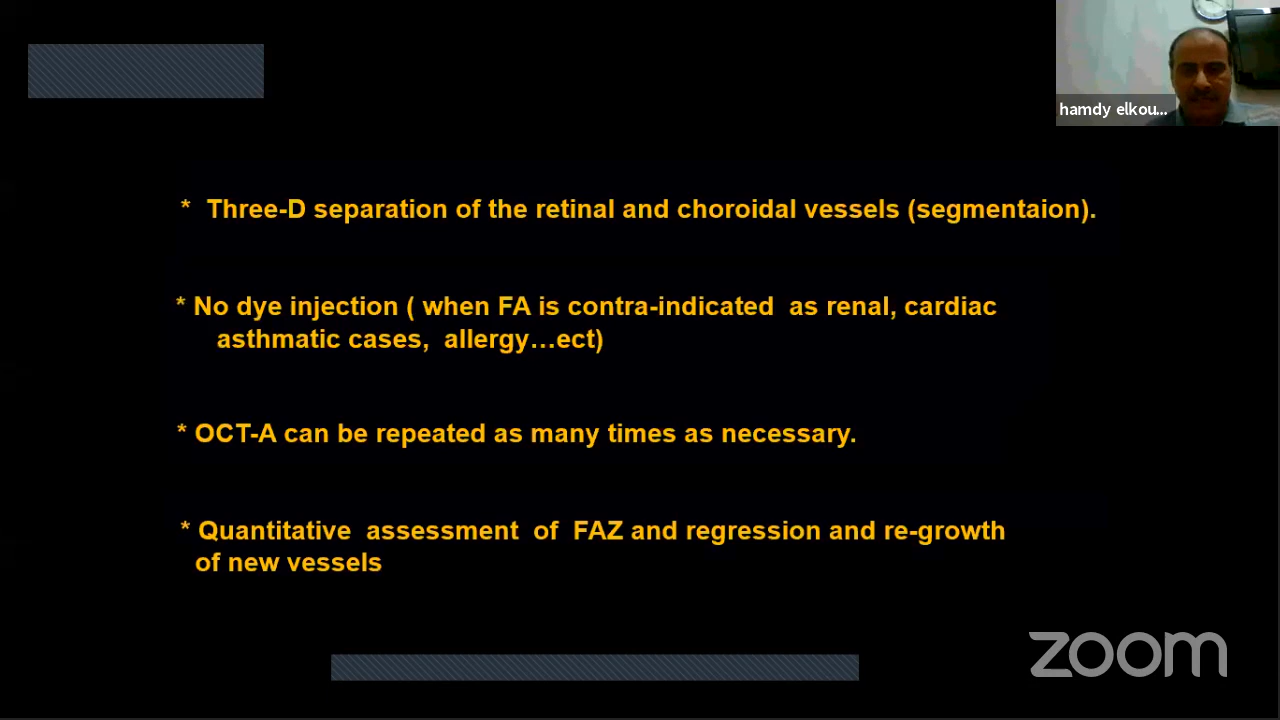 hamdy elkou...
* Three-D separation of the retinal and choroidal vessels (segmentaion).
* No dye injection ( when FA is contra-indicated as renal, cardiac
asthmatic cases, allergy...ect)
* OCT-A can be repeated as many times as necessary.
* Quantitative assessment of FAZ and regression and re-growth
of new vessels
zoom